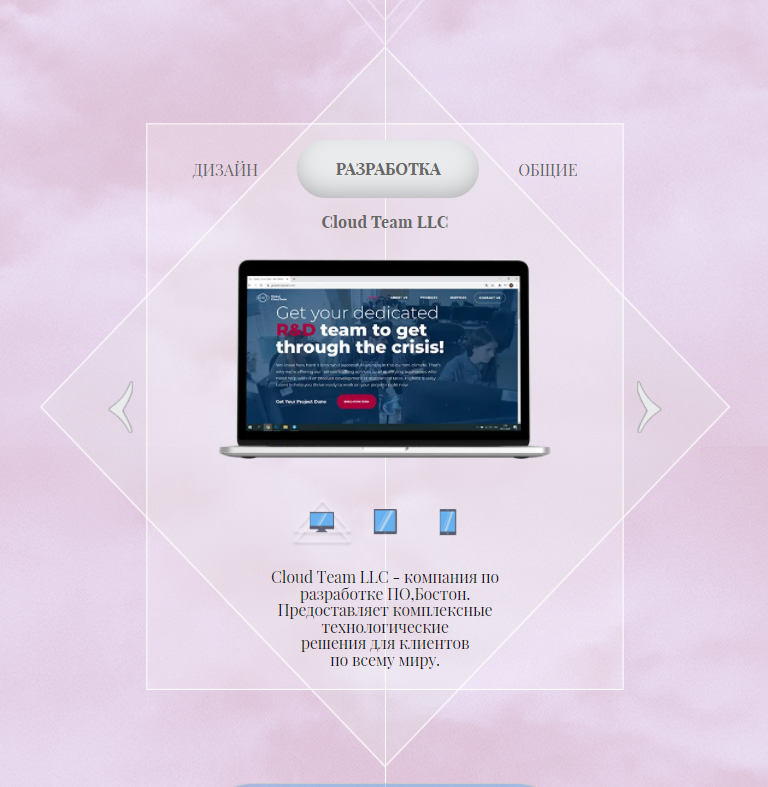 ДИЗАЙН РАЗРАБОТКА ОБЩИЕ
Cloud Team LLC
ABOUT US PROJECTS SERVICES CONTACT US
Get your dedicated
R&D team to get
through the crisis!
Get Your Project Done
Cloud Team LLC - компания по
разработке ПО,Бостон.
Предоставляет комплексные
технологические
решения для клиентов
по всему миру.